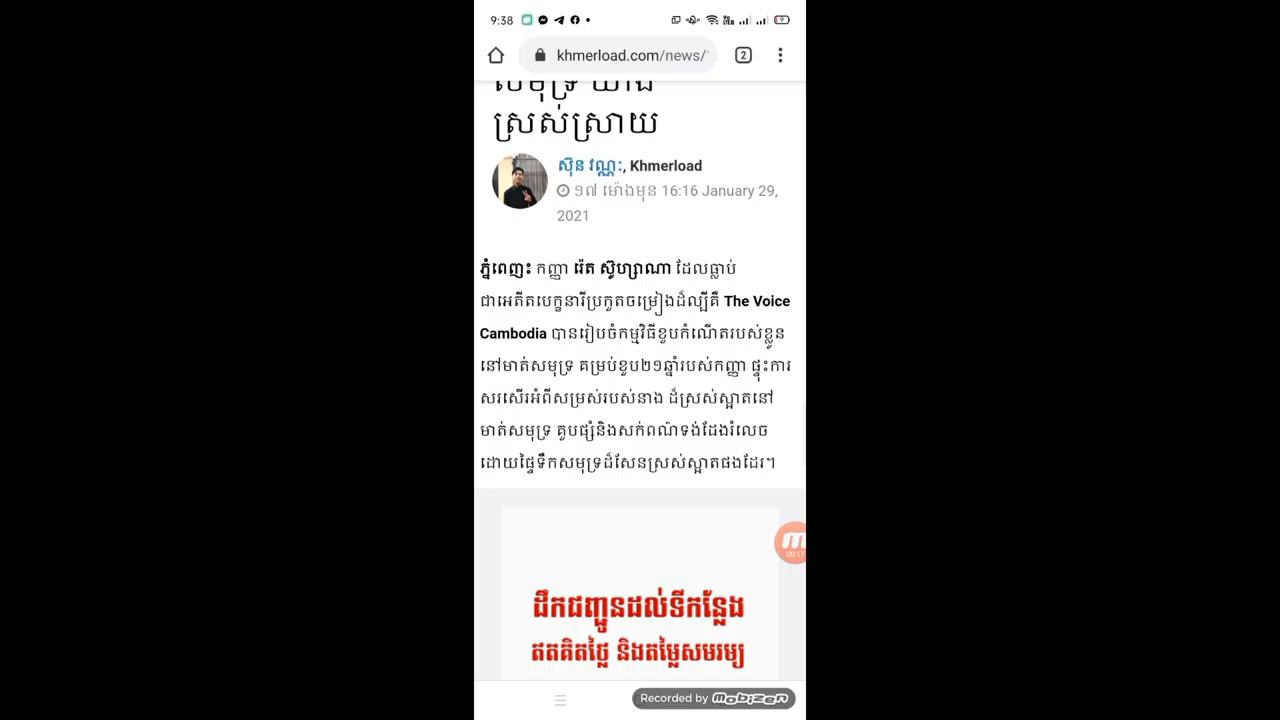 9:38
khmerload.com/news/
សមុទ្រ យ៉ាង
ស្រស់ស្រាយ
ស៊ិន វណ្ណៈ, Khmerload
១៧ ម៉ោងមុន 16:16 January 29,
2021
ភ្នំពេញ៖ កញ្ញា រ៉េត ស៊ូហ្សាណា ដែលធ្លាប់
ជាអតីតបេក្ខនារីប្រកួតចម្រៀងដ៏ល្បីគឺ The Voice
Cambodia បានរៀបចំកម្មវិធីខួបកំណើតរបស់ខ្លួន
នៅមាត់សមុទ្រ គម្រប់ខួប២១ឆ្នាំរបស់កញ្ញា ផ្ទុះការ
សរសើរអំពីសម្រស់របស់នាង ដ៏ស្រស់ស្អាតនៅ
មាត់សមុទ្រ គួបផ្សំនិងសក់ពណ៌ទង់ដែងរំលេច
ដោយផ្ទៃទឹកសមុទ្រដ៏សែនស្រស់ស្អាតផងដែរ។
00:17
ដឹកជញ្ជូនដល់ទីកន្លែង
ឥតគិតថ្លៃ និងតម្លៃសមរម្យ
Recorded by mobizen